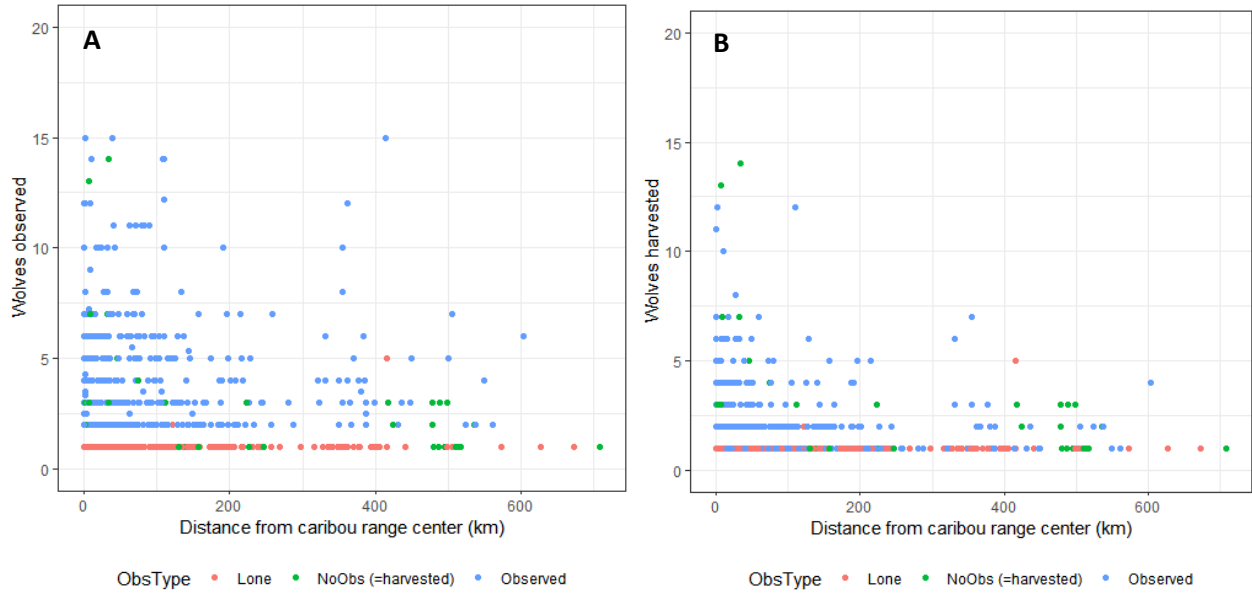 A
20
15
10
5
0
Wolves observed
0 200 400 600
Distance from caribou range center (km)
ObsType Lone NoObs (=harvested) Observed
B
20
15
10
5
0
Wolves harvested
0 200 400 600
Distance from caribou range center (km)
ObsType Lone NoObs (=harvested) Observed